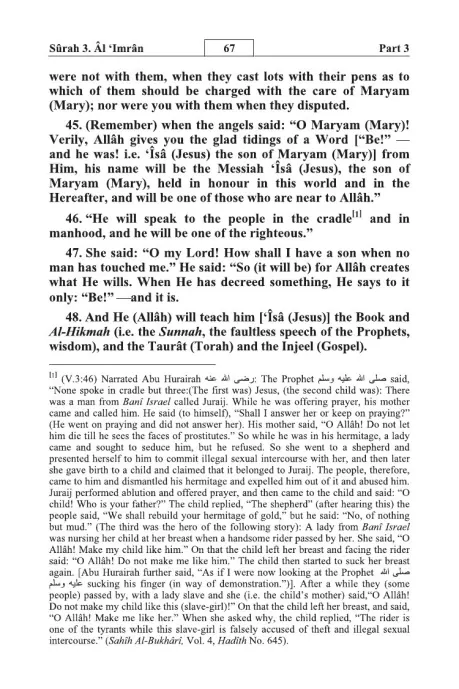 Sûrah 3. Âl ‘Imrân 67 Part 3
were not with them, when they cast lots with their pens as to
which of them should be charged with the care of Maryam
(Mary); nor were you with them when they disputed.
45. (Remember) when the angels said: “O Maryam (Mary)!
Verily, Allâh gives you the glad tidings of a Word [“Be!” —
and he was! i.e. ‘Îsâ (Jesus) the son of Maryam (Mary)] from
Him, his name will be the Messiah ‘Îsâ (Jesus), the son of
Maryam (Mary), held in honour in this world and in the
Hereafter, and will be one of those who are near to Allâh.”
46. “He will speak to the people in the cradle[1] and in
manhood, and he will be one of the righteous.”
47. She said: “O my Lord! How shall I have a son when no
man has touched me.” He said: “So (it will be) for Allâh creates
what He wills. When He has decreed something, He says to it
only: “Be!” —and it is.
48. And He (Allâh) will teach him [‘Îsâ (Jesus)] the Book and
Al-Hikmah (i.e. the Sunnah, the faultless speech of the Prophets,
wisdom), and the Taurât (Torah) and the Injeel (Gospel).
[1] (V.3:46) Narrated Abu Hurairah رضى الله عنه: The Prophet صلى الله عليه وسلم said,
“None spoke in cradle but three:(The first was) Jesus, (the second child was): There
was a man from Banî Israel called Juraij. While he was offering prayer, his mother
came and called him. He said (to himself), “Shall I answer her or keep on praying?”
(He went on praying and did not answer her). His mother said, “O Allâh! Do not let
him die till he sees the faces of prostitutes.” So while he was in his hermitage, a lady
came and sought to seduce him, but he refused. So she went to a shepherd and
presented herself to him to commit illegal sexual intercourse with her, and then later
she gave birth to a child and claimed that it belonged to Juraij. The people, therefore,
came to him and dismantled his hermitage and expelled him out of it and abused him.
Juraij performed ablution and offered prayer, and then came to the child and said: “O
child! Who is your father?” The child replied, “The shepherd” (after hearing this) the
people said, “We shall rebuild your hermitage of gold,” but he said: “No, of nothing
but mud.” (The third was the hero of the following story): A lady from Banî Israel
was nursing her child at her breast when a handsome rider passed by her. She said, “O
Allâh! Make my child like him.” On that the child left her breast and facing the rider
said: “O Allâh! Do not make me like him.” The child then started to suck her breast
again. [Abu Hurairah further said, “As if I were now looking at the Prophet صلى الله
عليه وسلم sucking his finger (in way of demonstration.”)]. After a while they (some
people) passed by, with a lady slave and she (i.e. the child’s mother) said,“O Allâh!
Do not make my child like this (slave-girl)!” On that the child left her breast, and said,
“O Allâh! Make me like her.” When she asked why, the child replied, “The rider is
one of the tyrants while this slave-girl is falsely accused of theft and illegal sexual
intercourse.” (Sahîh Al-Bukhârî, Vol. 4, Hadîth No. 645).